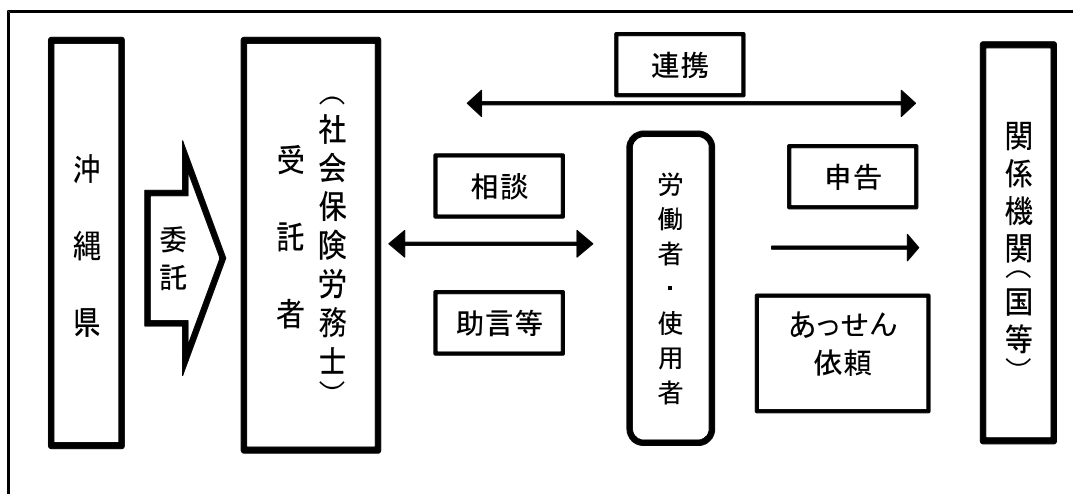 沖縄県
委託
受託者
（社会保険労務士）
連携
相談
助言等
労働者・使用者
申告
あっせん
依頼
関係機関（国等）